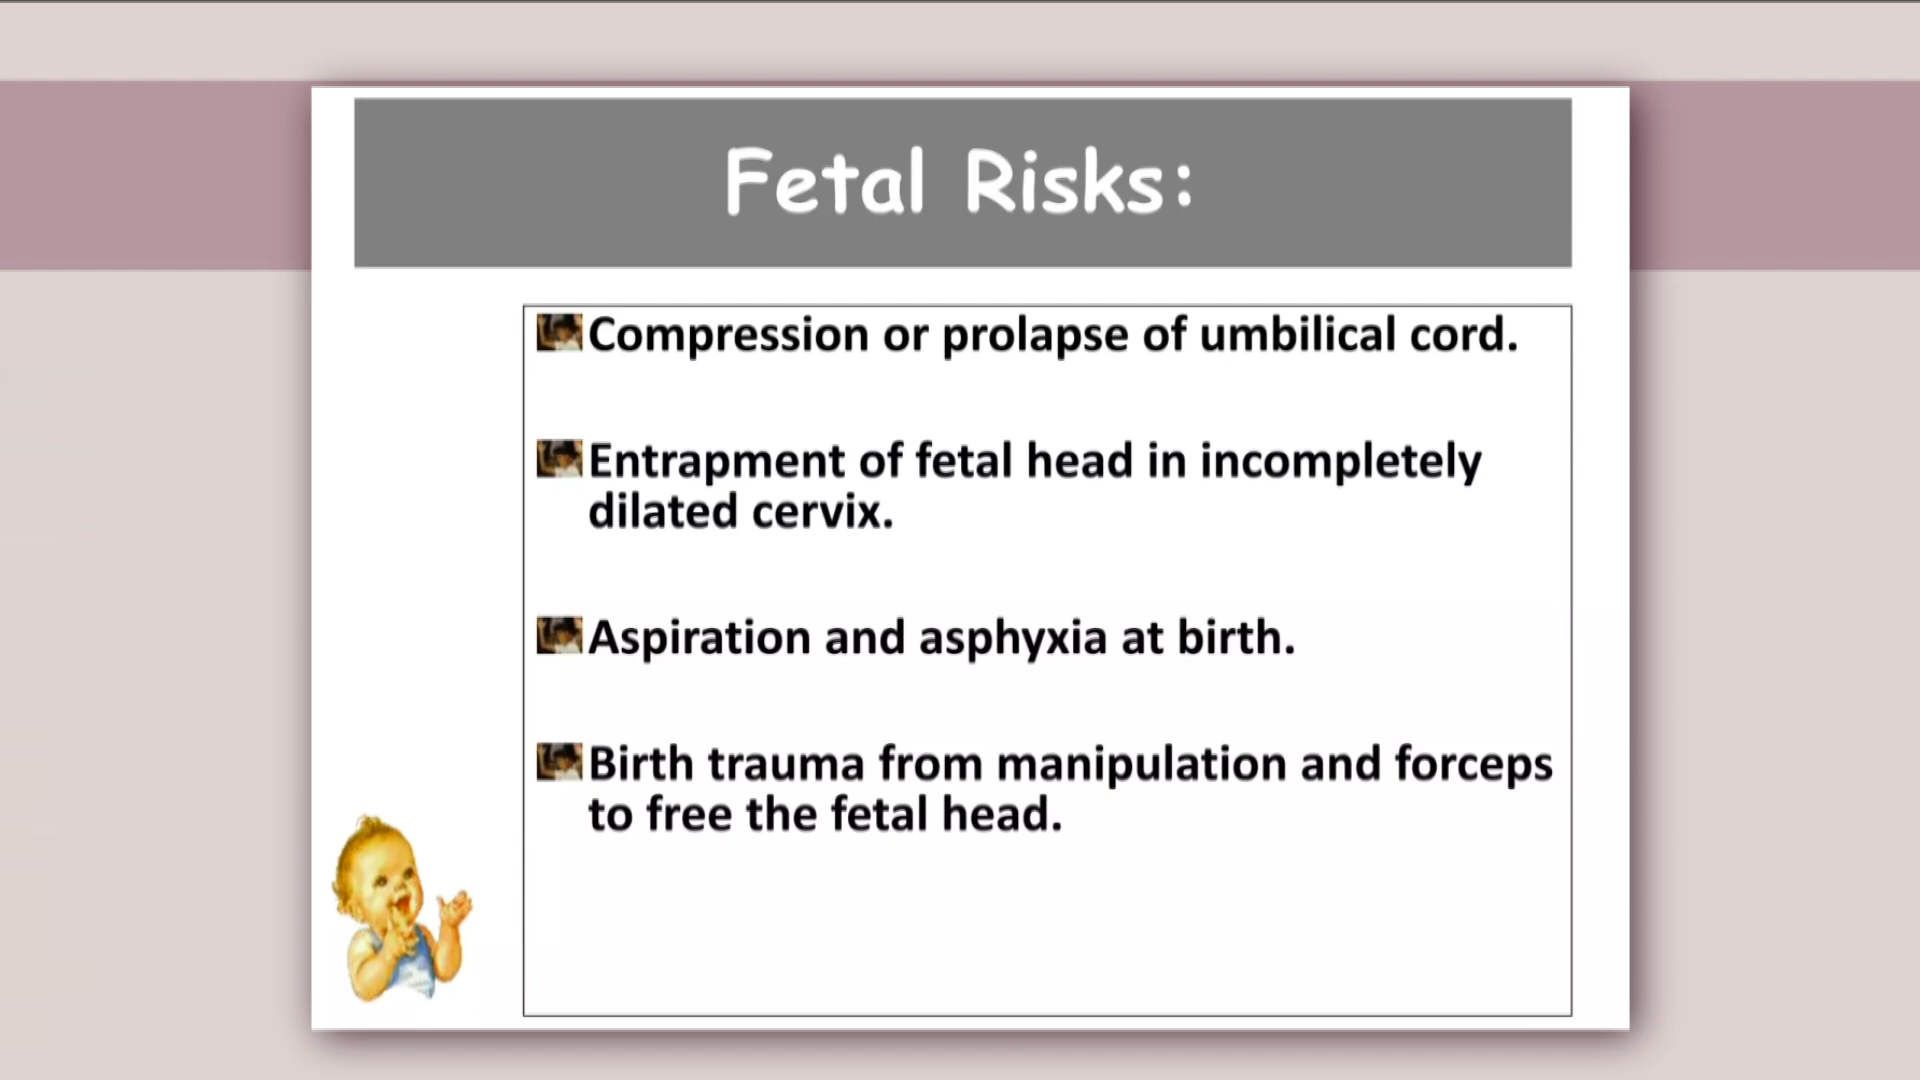 Fetal Risks:
Compression or prolapse of umbilical cord.
Entrapment of fetal head in incompletely
dilated cervix.
Aspiration and asphyxia at birth.
Birth trauma from manipulation and forceps
to free the fetal head.